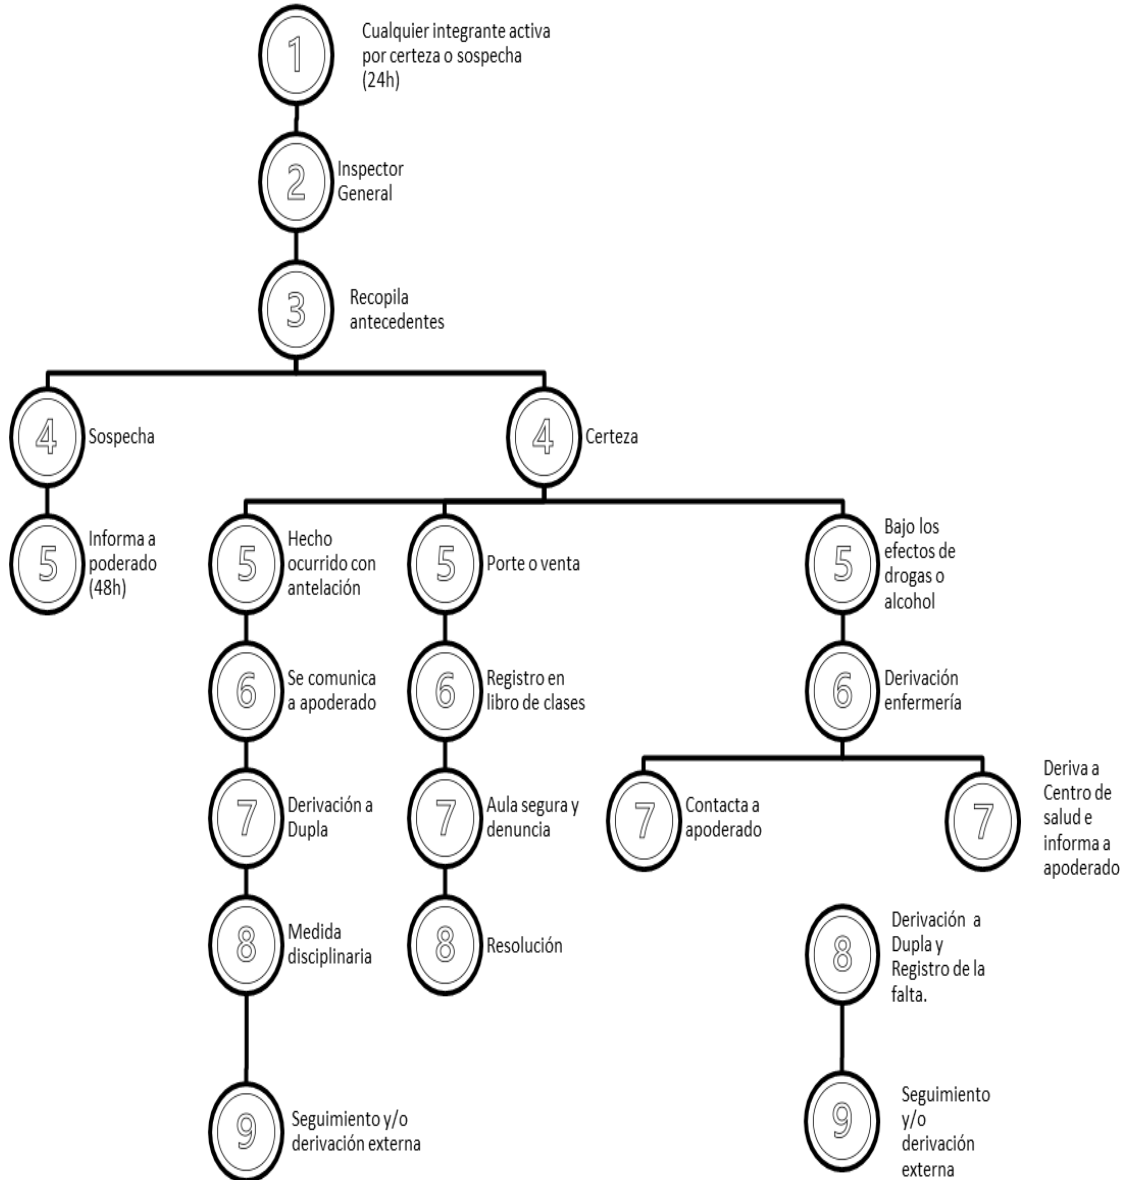 1
Cualquier integrante activa
por certeza o sospecha
(24h)
2
Inspector
General
3
Recopila
antecedentes
4
Sospecha
4
Certeza
5
Informa a
poderado
(48h)
5
Hecho
ocurrido con
antelación
5
Porte o venta
5
Bajo los
efectos de
drogas o
alcohol
6
Se comunica
a apoderado
6
Registro en
libro de clases
6
Derivación
enfermería
7
Derivación a
Dupla
7
Aula segura y
denuncia
7
Contacta a
apoderado
7
Deriva a
Centro de
salud e
informa a
apoderado
8
Medida
disciplinaria
8
Resolución
8
Derivación a
Dupla y
Registro de la
falta.
9
Seguimiento y/o
derivación externa
9
Seguimiento
y/o
derivación
externa